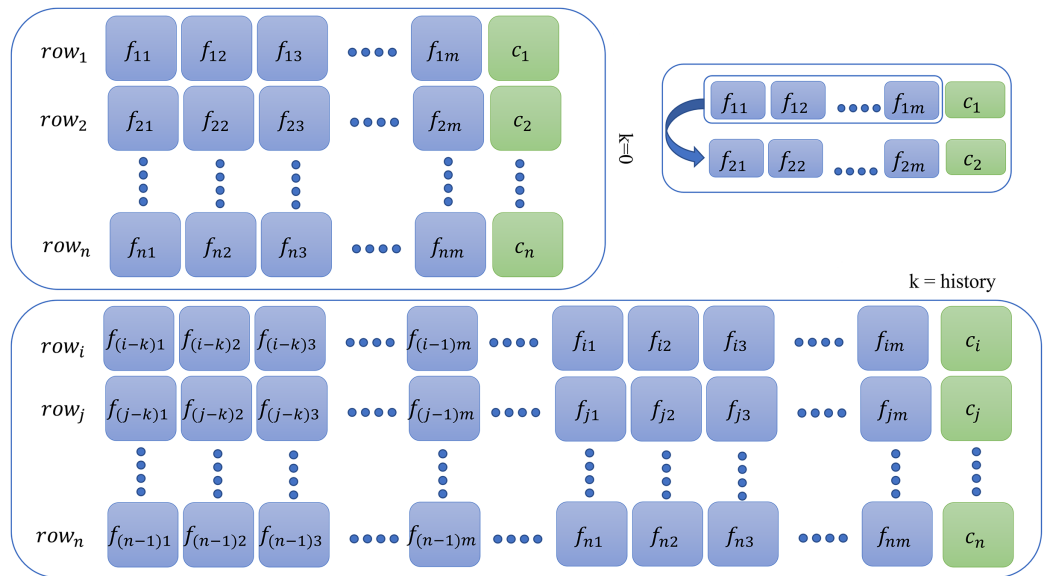 row₁ f₁₁ f₁₂ f₁₃ f₁ₘ c₁
row₂ f₂₁ f₂₂ f₂₃ f₂ₘ c₂
rowₙ fₙ₁ fₙ₂ fₙ₃ fₙₘ cₙ
k=0
f₁₁ f₁₂ f₁ₘ c₁
f₂₁ f₂₂ f₂ₘ c₂
k = history
rowᵢ f₍ᵢ₋ₖ₎₁ f₍ᵢ₋ₖ₎₂ f₍ᵢ₋ₖ₎₃ f₍ᵢ₋₁₎ₘ fᵢ₁ fᵢ₂ fᵢ₃ fᵢₘ cᵢ
rowⱼ f₍ⱼ₋ₖ₎₁ f₍ⱼ₋ₖ₎₂ f₍ⱼ₋ₖ₎₃ f₍ⱼ₋₁₎ₘ fⱼ₁ fⱼ₂ fⱼ₃ fⱼₘ cⱼ
rowₙ f₍ₙ₋₁₎₁ f₍ₙ₋₁₎₂ f₍ₙ₋₁₎₃ f₍ₙ₋₁₎ₘ fₙ₁ fₙ₂ fₙ₃ fₙₘ cₙ